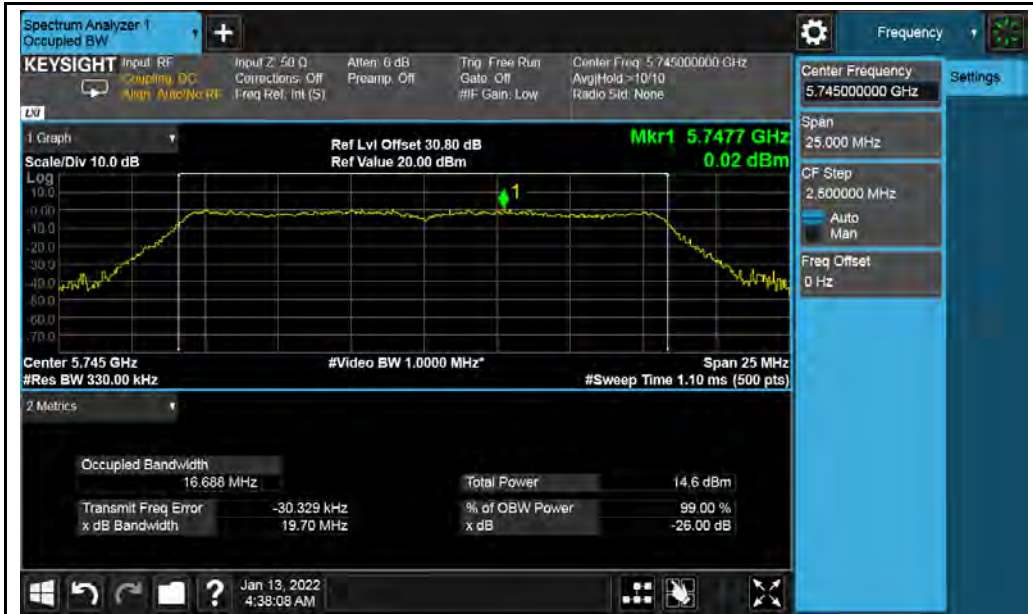 Spectrum Analyzer 1
Occupied BW
+
Frequency
KEYSIGHT
Input: RF
Coupling: DC
Align: Auto/No RF
Input Z: 50 Ω
Corrections: Off
Freq Ref: Int (S)
Atten: 6 dB
Preamp: Off
Trig: Free Run
Gate: Off
#IF Gain: Low
Center Freq: 5.745000000 GHz
Avg|Hold:>10/10
Radio Std: None
LXI
Center Frequency
5.745000000 GHz
Settings
Span
25.000 MHz
CF Step
2.500000 MHz
Auto
Man
Freq Offset
0 Hz
1 Graph
Scale/Div 10.0 dB
Ref Lvl Offset 30.80 dB
Ref Value 20.00 dBm
Mkr1 5.7477 GHz
0.02 dBm
Log
10.0
0.00
-10.0
-20.0
-30.0
-40.0
-50.0
-60.0
-70.0
1
Center 5.745 GHz
#Video BW 1.0000 MHz*
Span 25 MHz
#Res BW 330.00 kHz
#Sweep Time 1.10 ms (500 pts)
2 Metrics
Occupied Bandwidth
16.688 MHz
Total Power 14.6 dBm
Transmit Freq Error -30.329 kHz
% of OBW Power 99.00 %
x dB Bandwidth 19.70 MHz
x dB -26.00 dB
?
Jan 13, 2022
4:38:08 AM